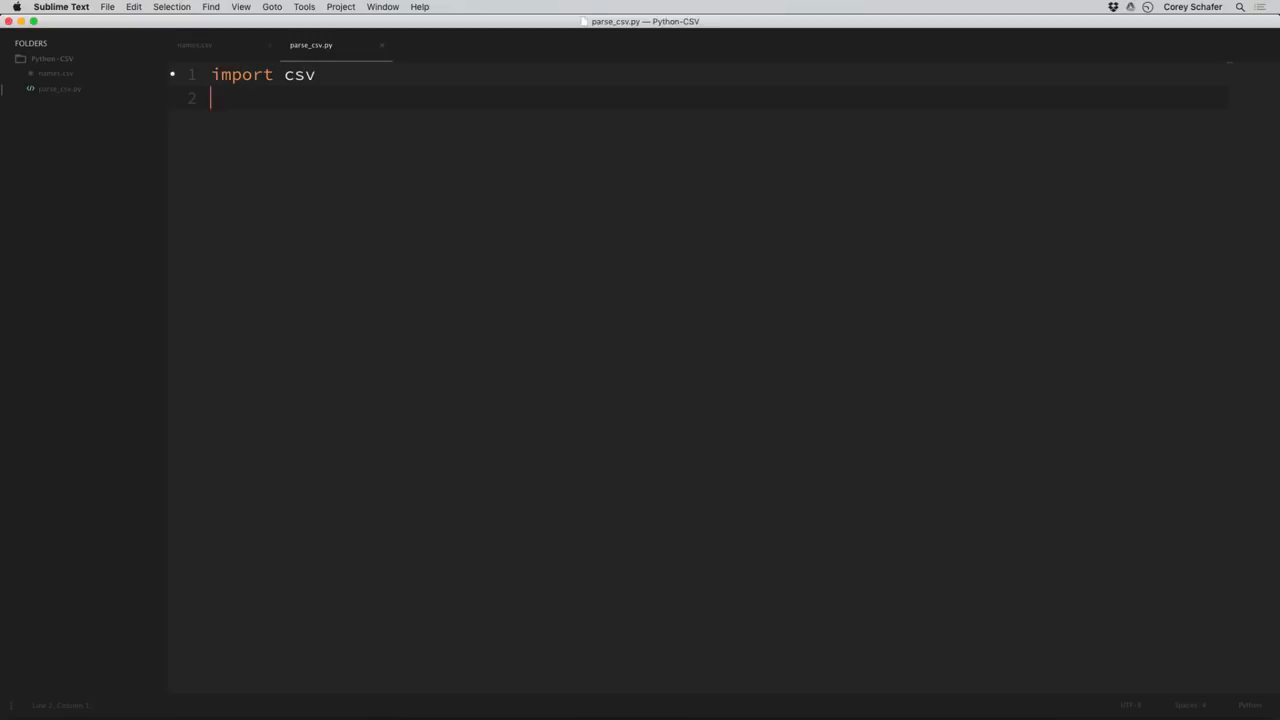 Sublime Text File Edit Selection Find View Goto Tools Project Window Help Corey Schafer
parse_csv.py — Python-CSV
FOLDERS
Python-CSV
names.csv
parse_csv.py
names.csv
parse_csv.py
1 import csv
2
Line 2, Column 1
UTF-8
Spaces: 4
Python